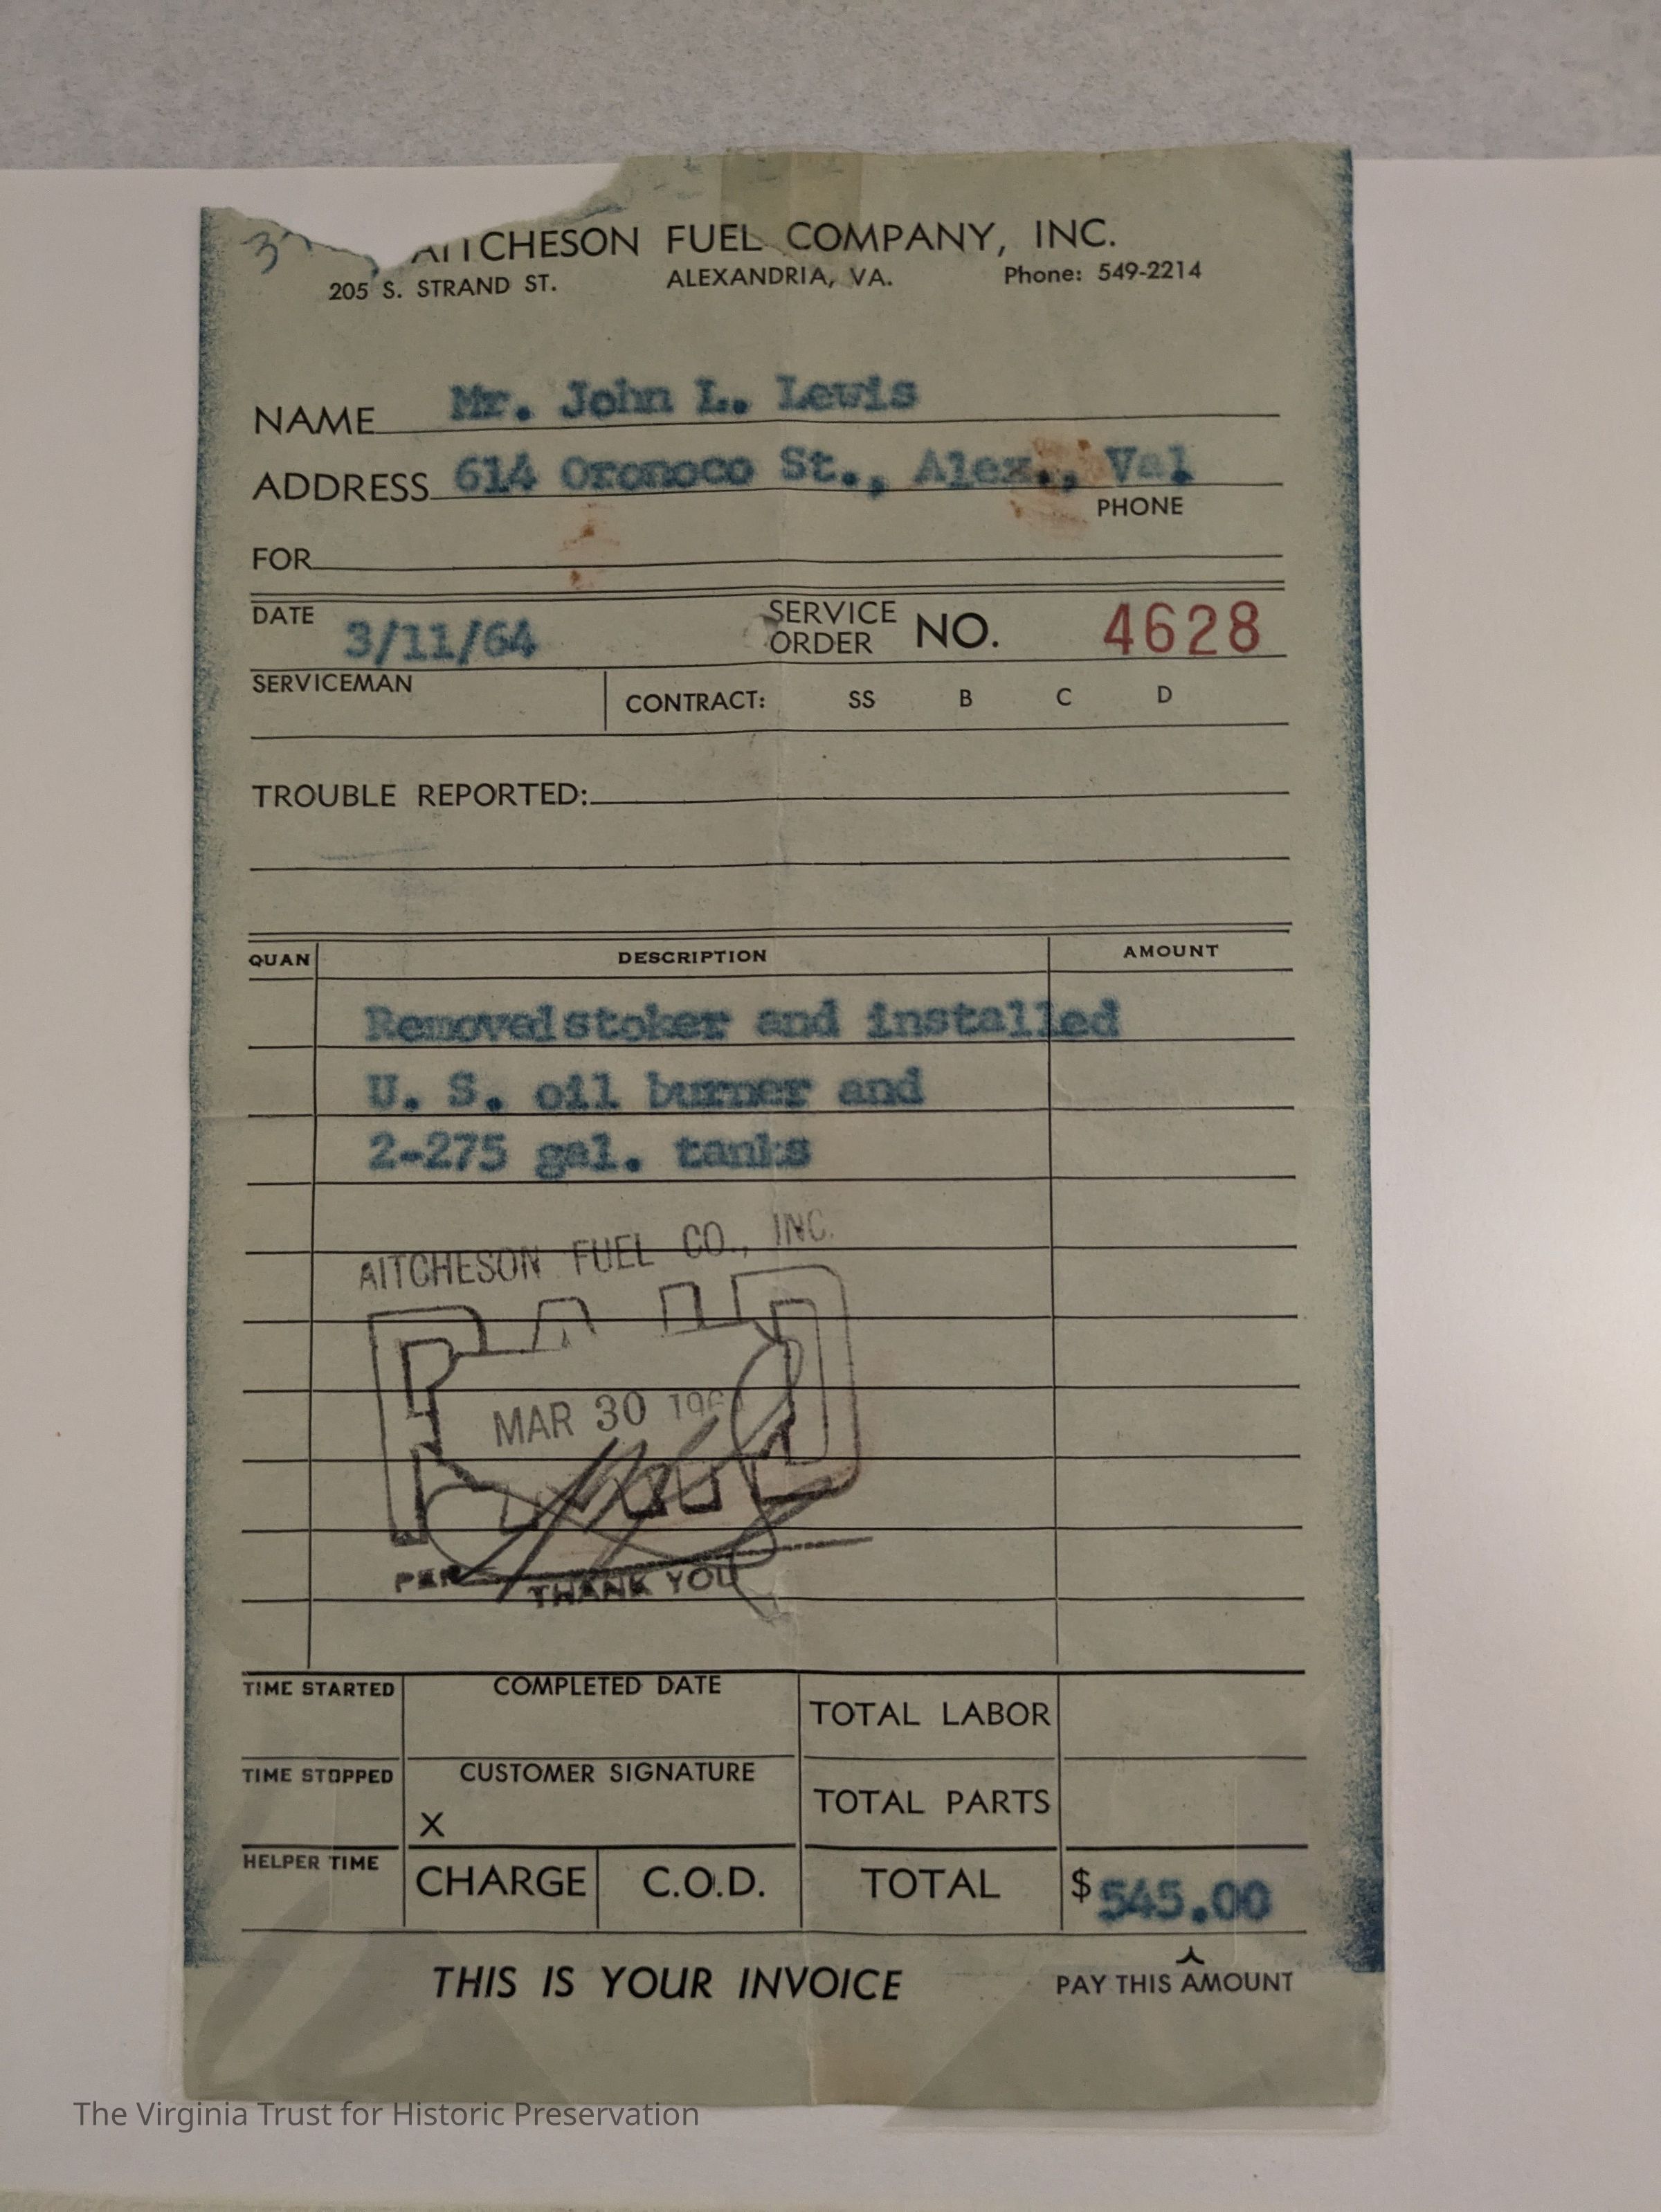 AITCHESON FUEL COMPANY, INC.
205 S. STRAND ST. ALEXANDRIA, VA. Phone: 549-2214
NAME Mr. John L. Lewis
ADDRESS 614 Oronoco St., Alex., Val
PHONE
FOR
DATE 3/11/64 SERVICE ORDER NO. 4628
SERVICEMAN CONTRACT: SS B C D
TROUBLE REPORTED:
QUAN DESCRIPTION AMOUNT
Removed stoker and installed
U. S. oil burner and
2-275 gal. tanks
AITCHESON FUEL CO., INC.
PAID
MAR 30
PER
THANK YOU
TIME STARTED COMPLETED DATE TOTAL LABOR
TIME STOPPED CUSTOMER SIGNATURE TOTAL PARTS
X
HELPER TIME CHARGE C.O.D. TOTAL $545.00
THIS IS YOUR INVOICE PAY THIS AMOUNT
The Virginia Trust for Historic Preservation